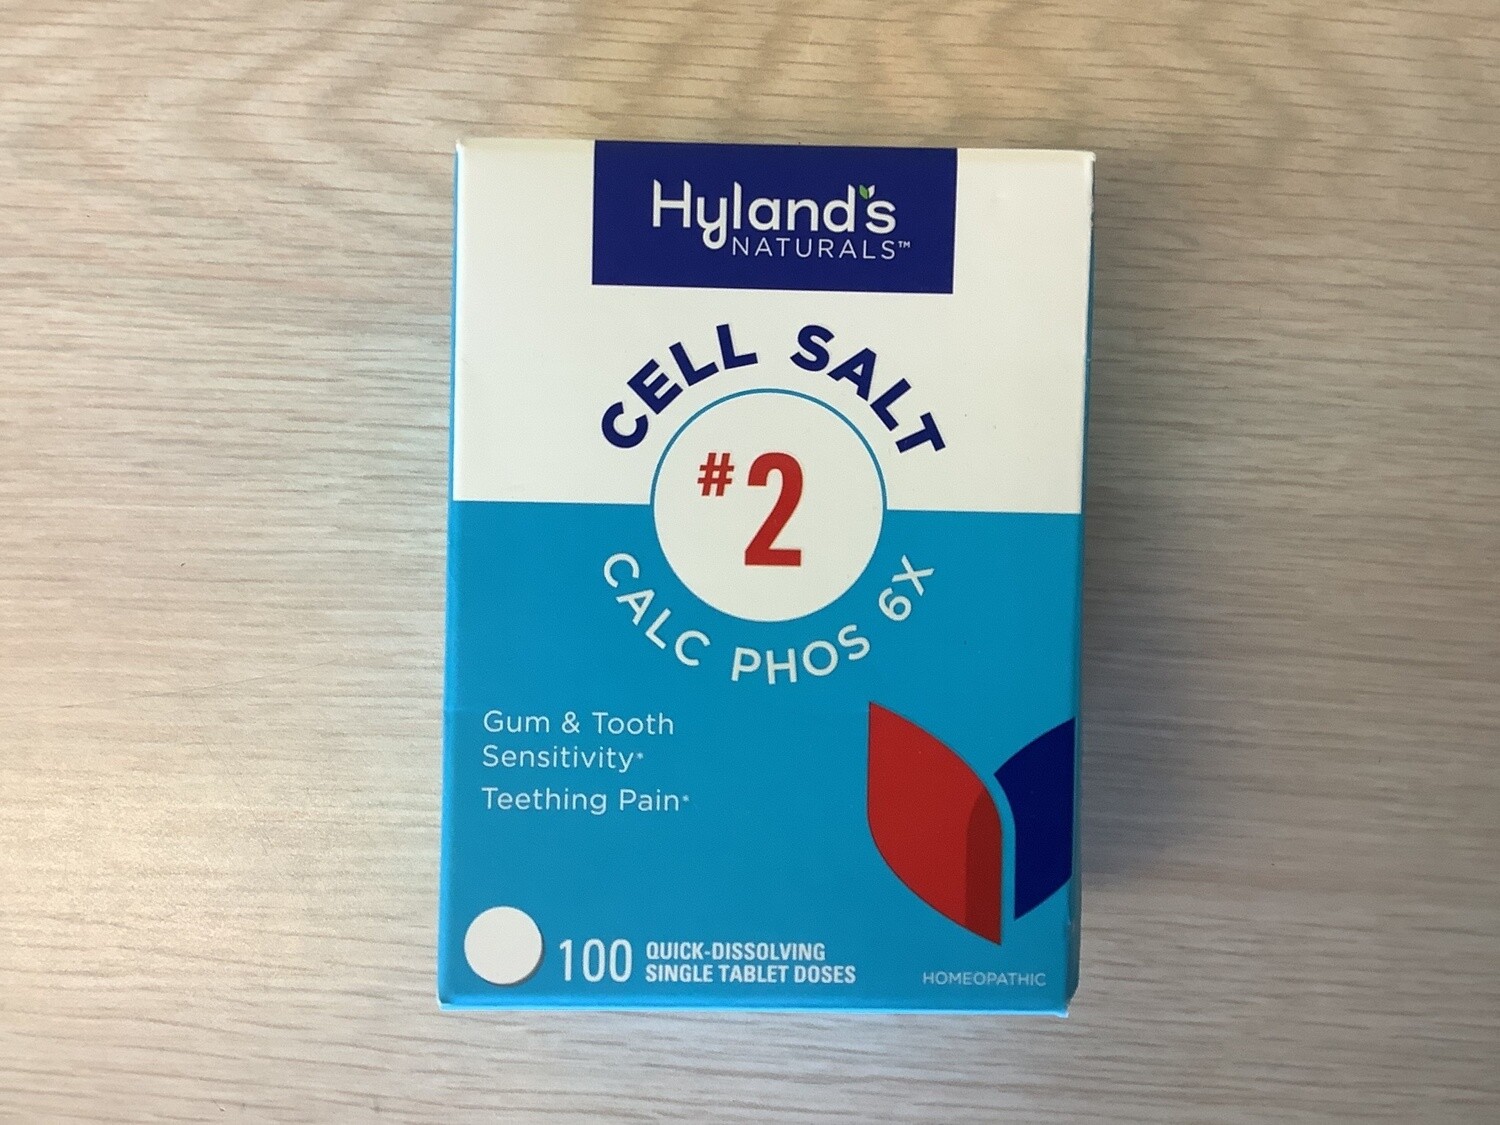 Hyland's
NATURALS™
CELL SALT
#2
CALC PHOS 6X
Gum & Tooth
Sensitivity*
Teething Pain*
100 QUICK-DISSOLVING
SINGLE TABLET DOSES
HOMEOPATHIC